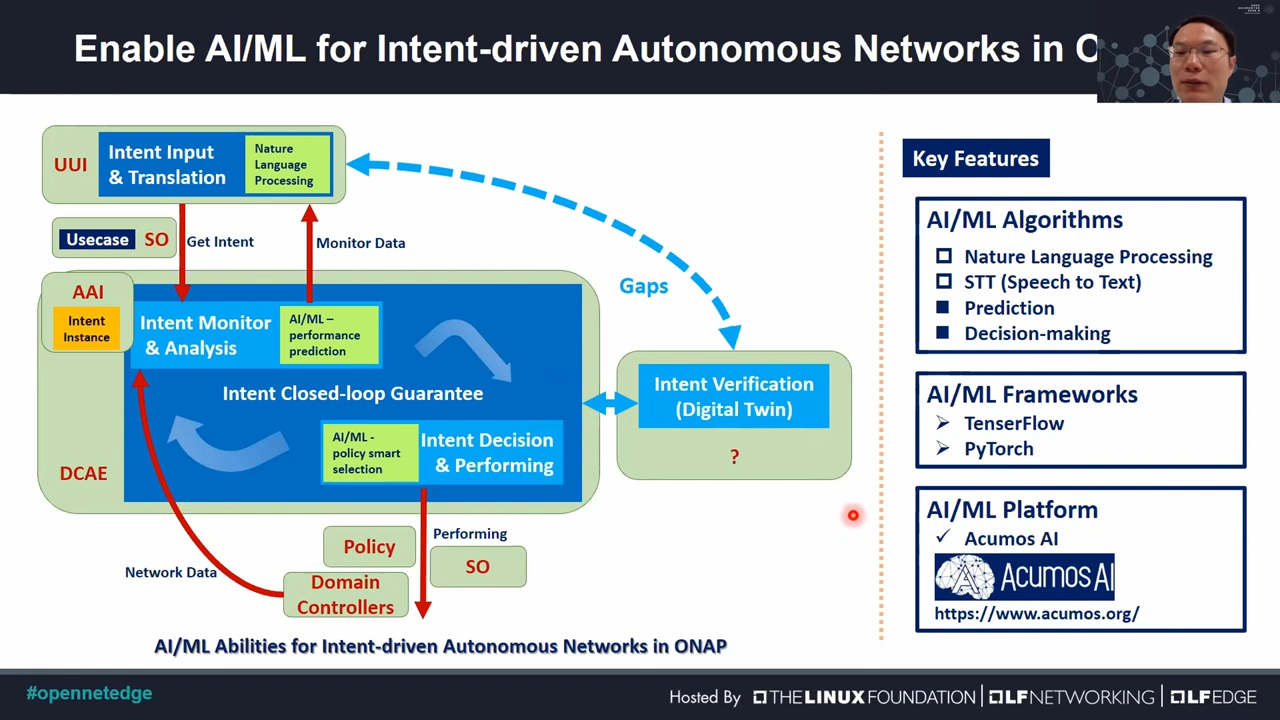 Enable AI/ML for Intent-driven Autonomous Networks in O
UUI
Intent Input
& Translation
Nature
Language
Processing
Usecase
SO
Get Intent
Monitor Data
AAI
Intent
Instance
Intent Monitor
& Analysis
AI/ML –
performance
prediction
Intent Closed-loop Guarantee
AI/ML -
policy smart
selection
Intent Decision
& Performing
DCAE
Gaps
Intent Verification
(Digital Twin)
?
Policy
Performing
SO
Network Data
Domain
Controllers
AI/ML Abilities for Intent-driven Autonomous Networks in ONAP
Key Features
AI/ML Algorithms
Nature Language Processing
STT (Speech to Text)
Prediction
Decision-making
AI/ML Frameworks
TenserFlow
PyTorch
AI/ML Platform
Acumos AI
Acumos AI
https://www.acumos.org/
#opennetedge
Hosted By THE LINUX FOUNDATION | LF NETWORKING | LF EDGE